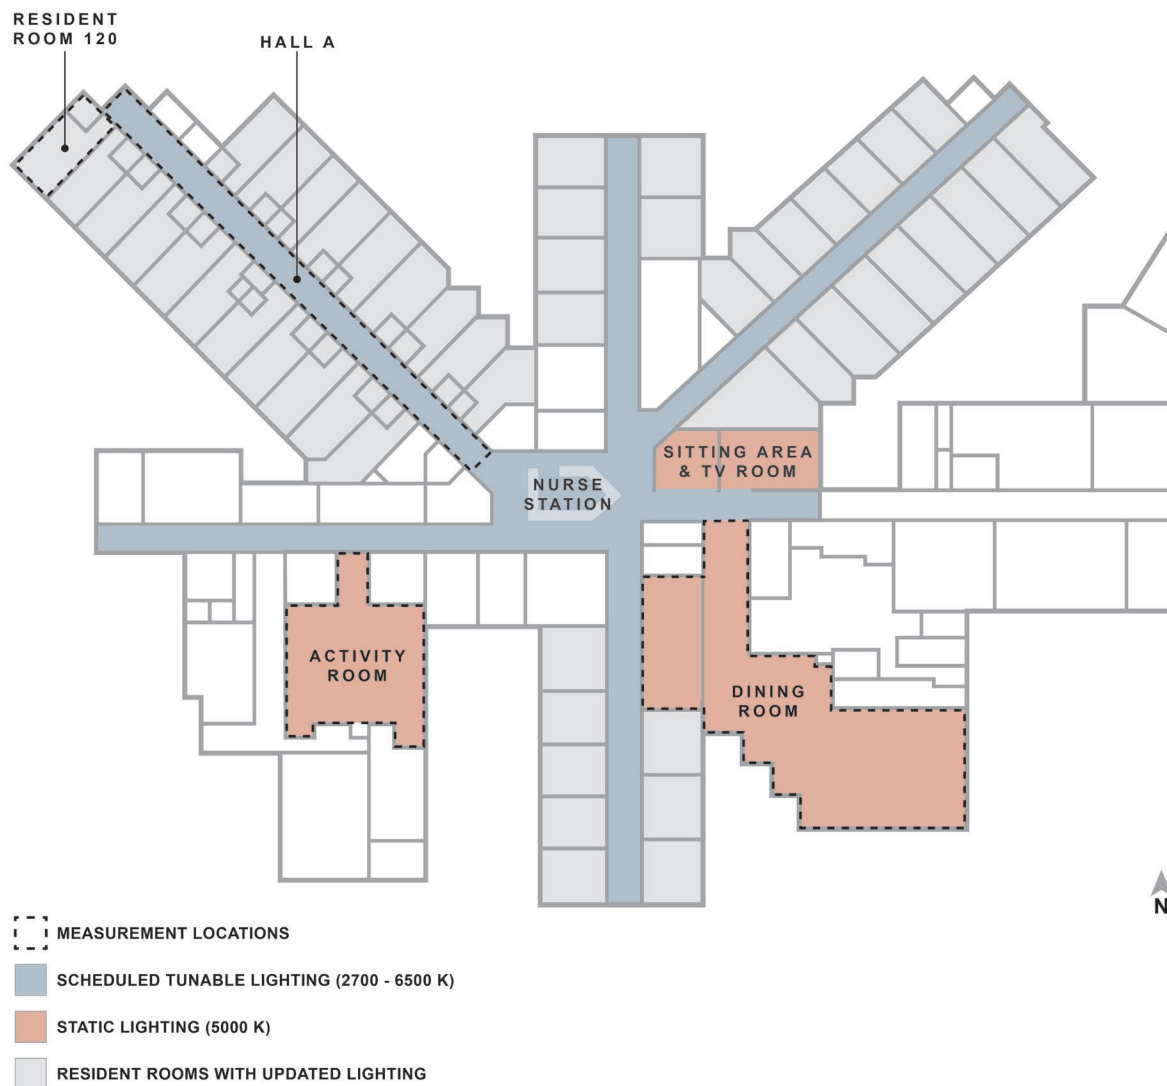 RESIDENT
ROOM 120
HALL A
SITTING AREA
& TV ROOM
NURSE
STATION
ACTIVITY
ROOM
DINING
ROOM
N
MEASUREMENT LOCATIONS
SCHEDULED TUNABLE LIGHTING (2700 - 6500 K)
STATIC LIGHTING (5000 K)
RESIDENT ROOMS WITH UPDATED LIGHTING